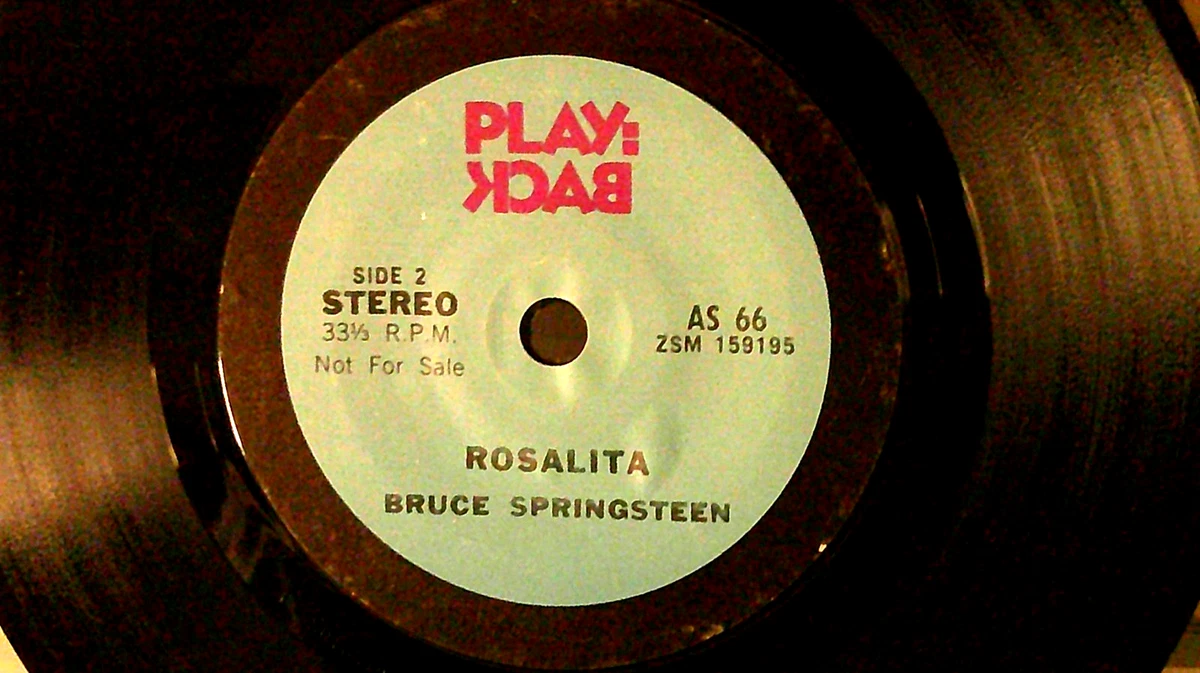 PLAY:
BACK
SIDE 2
STEREO
33⅓ R.P.M.
Not For Sale
AS 66
ZSM 159195
ROSALITA
BRUCE SPRINGSTEEN